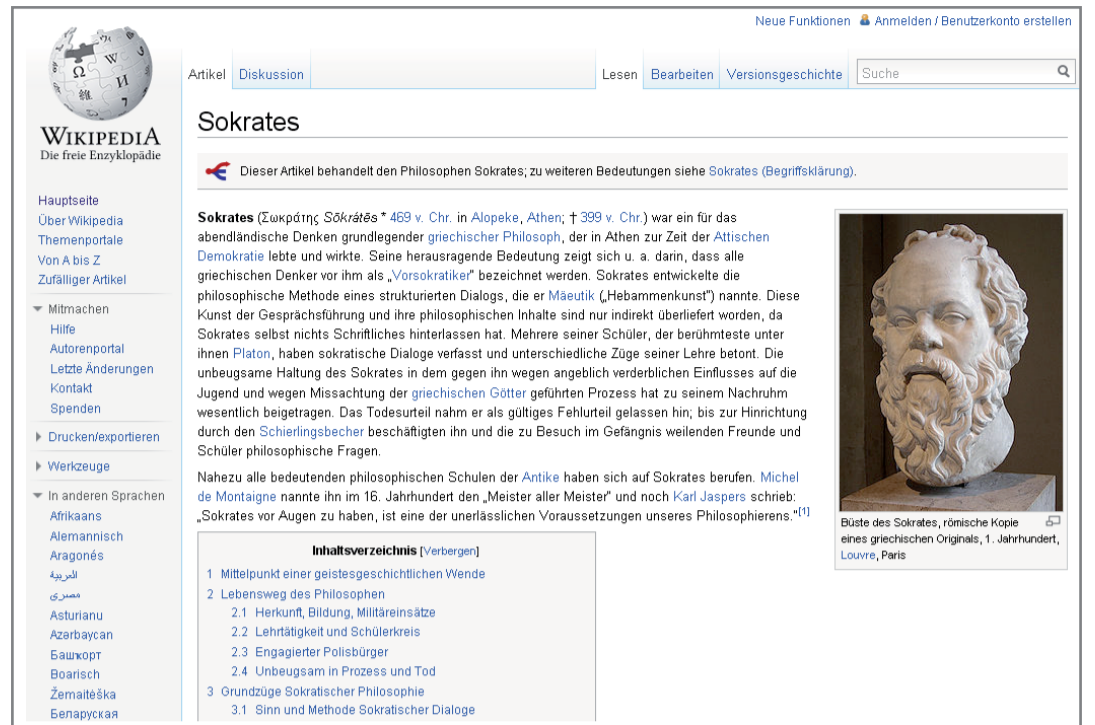 Neue Funktionen Anmelden / Benutzerkonto erstellen
Artikel Diskussion Lesen Bearbeiten Versionsgeschichte Suche
WIKIPEDIA
Die freie Enzyklopädie
Hauptseite
Über Wikipedia
Themenportale
Von A bis Z
Zufälliger Artikel
Mitmachen
Hilfe
Autorenportal
Letzte Änderungen
Kontakt
Spenden
Drucken/exportieren
Werkzeuge
In anderen Sprachen
Afrikaans
Alemannisch
Aragonés
العربية
مصرى
Asturianu
Azərbaycan
Башҡорт
Boarisch
Žemaitėška
Беларуская
Sokrates
Dieser Artikel behandelt den Philosophen Sokrates; zu weiteren Bedeutungen siehe Sokrates (Begriffsklärung).
Sokrates (Σωκράτης Sōkrátēs * 469 v. Chr. in Alopeke, Athen; † 399 v. Chr.) war ein für das
abendländische Denken grundlegender griechischer Philosoph, der in Athen zur Zeit der Attischen
Demokratie lebte und wirkte. Seine herausragende Bedeutung zeigt sich u. a. darin, dass alle
griechischen Denker vor ihm als „Vorsokratiker" bezeichnet werden. Sokrates entwickelte die
philosophische Methode eines strukturierten Dialogs, die er Mäeutik („Hebammenkunst") nannte. Diese
Kunst der Gesprächsführung und ihre philosophischen Inhalte sind nur indirekt überliefert worden, da
Sokrates selbst nichts Schriftliches hinterlassen hat. Mehrere seiner Schüler, der berühmteste unter
ihnen Platon, haben sokratische Dialoge verfasst und unterschiedliche Züge seiner Lehre betont. Die
unbeugsame Haltung des Sokrates in dem gegen ihn wegen angeblich verderblichen Einflusses auf die
Jugend und wegen Missachtung der griechischen Götter geführten Prozess hat zu seinem Nachruhm
wesentlich beigetragen. Das Todesurteil nahm er als gültiges Fehlurteil gelassen hin; bis zur Hinrichtung
durch den Schierlingsbecher beschäftigten ihn und die zu Besuch im Gefängnis weilenden Freunde und
Schüler philosophische Fragen.
Nahezu alle bedeutenden philosophischen Schulen der Antike haben sich auf Sokrates berufen. Michel
de Montaigne nannte ihn im 16. Jahrhundert den „Meister aller Meister" und noch Karl Jaspers schrieb:
„Sokrates vor Augen zu haben, ist eine der unerlässlichen Voraussetzungen unseres Philosophierens."[1]
Büste des Sokrates, römische Kopie
eines griechischen Originals, 1. Jahrhundert,
Louvre, Paris
Inhaltsverzeichnis [Verbergen]
1 Mittelpunkt einer geistesgeschichtlichen Wende
2 Lebensweg des Philosophen
2.1 Herkunft, Bildung, Militäreinsätze
2.2 Lehrtätigkeit und Schülerkreis
2.3 Engagierter Polisbürger
2.4 Unbeugsam in Prozess und Tod
3 Grundzüge Sokratischer Philosophie
3.1 Sinn und Methode Sokratischer Dialoge